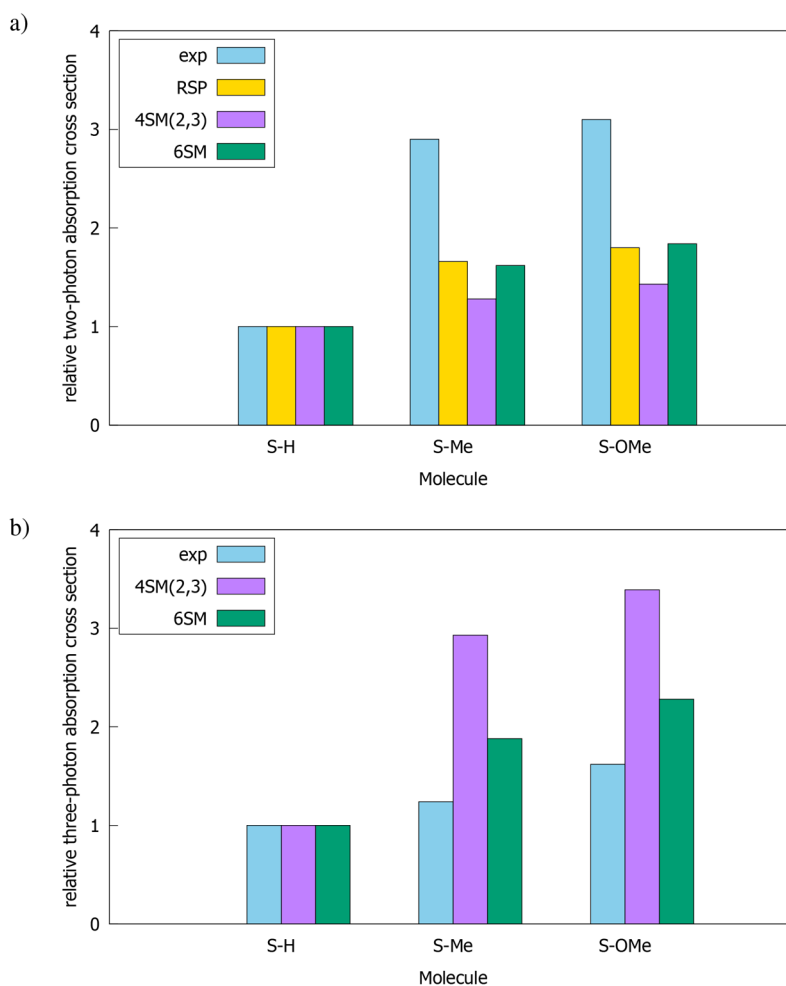 a)
relative two-photon absorption cross section
4
3
2
1
0
exp
RSP
4SM(2,3)
6SM
S-H S-Me S-OMe
Molecule
b)
relative three-photon absorption cross section
4
3
2
1
0
exp
4SM(2,3)
6SM
S-H S-Me S-OMe
Molecule